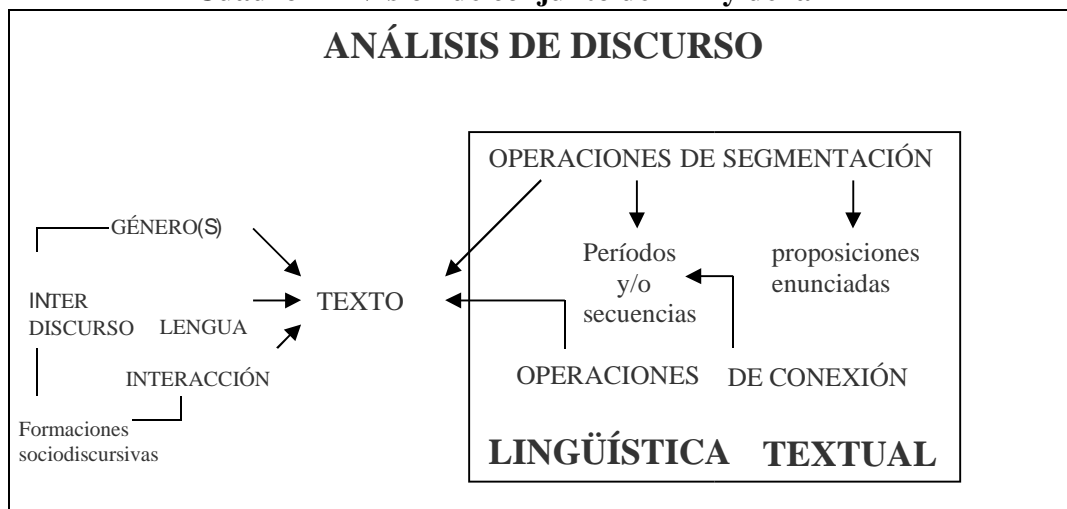 ANÁLISIS DE DISCURSO
OPERACIONES DE SEGMENTACIÓN
GÉNERO(S)
Períodos
y/o
secuencias
proposiciones
enunciadas
INTER
DISCURSO
LENGUA
TEXTO
INTERACCIÓN
OPERACIONES DE CONEXIÓN
Formaciones
sociodiscursivas
LINGÜÍSTICA TEXTUAL